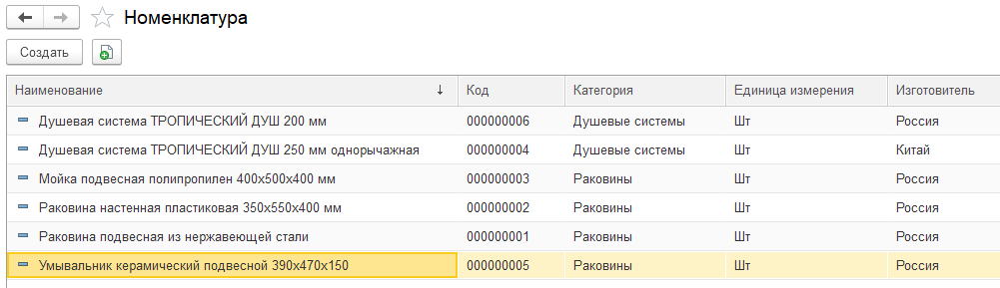 Номенклатура
Создать
Наименование Код Категория Единица измерения Изготовитель
Душевая система ТРОПИЧЕСКИЙ ДУШ 200 мм 000000006 Душевые системы Шт Россия
Душевая система ТРОПИЧЕСКИЙ ДУШ 250 мм однорычажная 000000004 Душевые системы Шт Китай
Мойка подвесная полипропилен 400х500х400 мм 000000003 Раковины Шт Россия
Раковина настенная пластиковая 350х550х400 мм 000000002 Раковины Шт Россия
Раковина подвесная из нержавеющей стали 000000001 Раковины Шт Россия
Умывальник керамический подвесной 390х470х150 000000005 Раковины Шт Россия